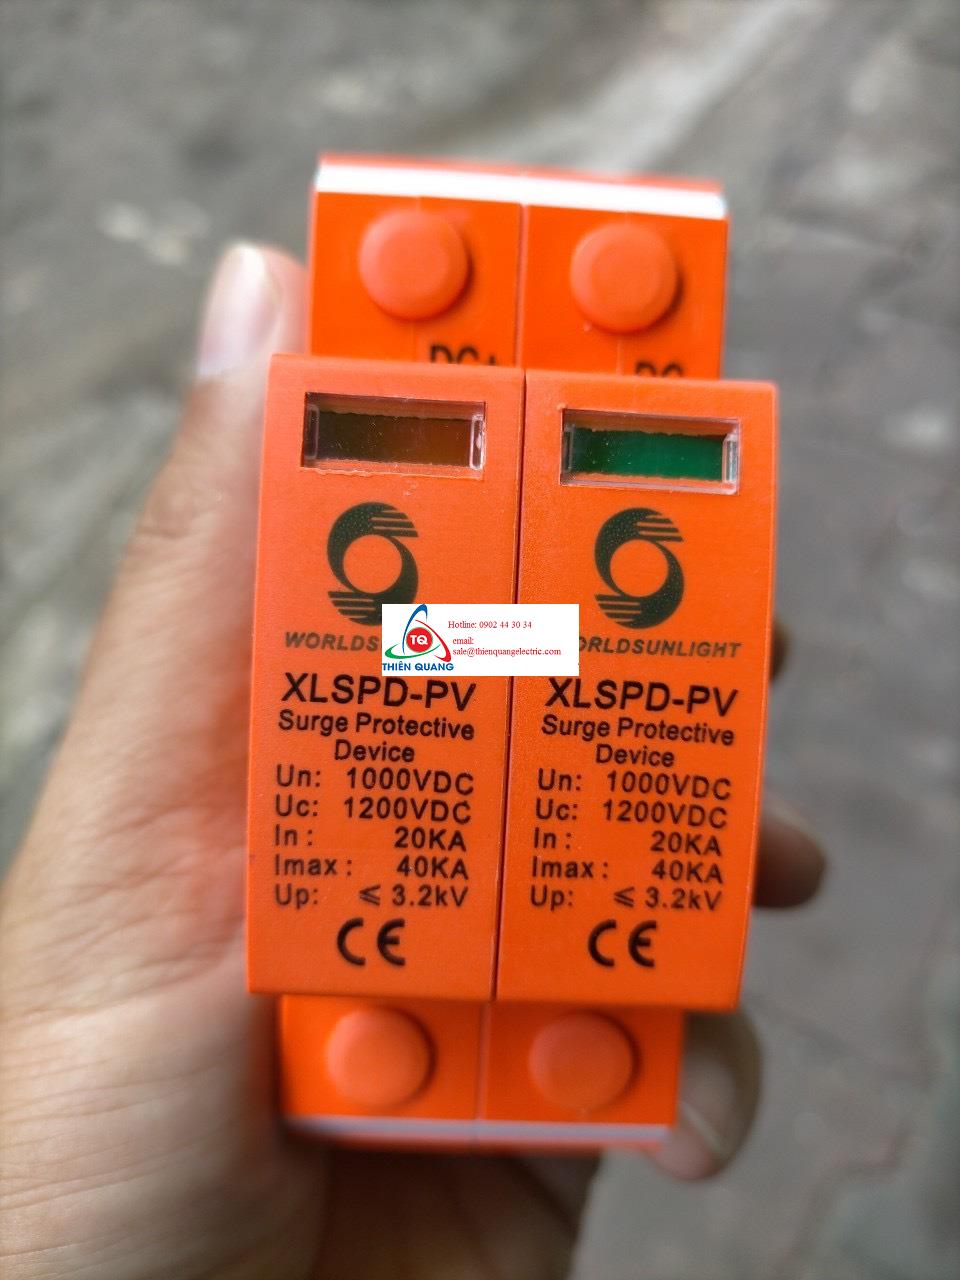 DC+
DC
WORLDS
XLSPD-PV
Surge Protective
Device
Un: 1000VDC
Uc: 1200VDC
In : 20KA
Imax : 40KA
Up: ≤ 3.2kV
CE
ORLDSUNLIGHT
XLSPD-PV
Surge Protective
Device
Un: 1000VDC
Uc: 1200VDC
In : 20KA
Imax : 40KA
Up: ≤ 3.2kV
CE
TQ
THIÊN QUANG
Hotline: 0902 44 30 34
email:
sale@thienquangelectric.com